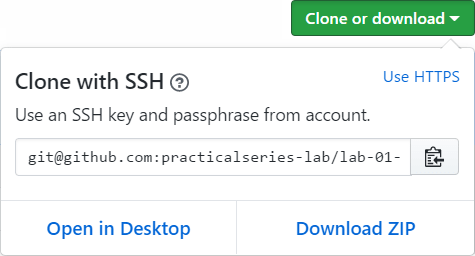 Clone or download
Clone with SSH
Use HTTPS
Use an SSH key and passphrase from account.
git@github.com:practicalseries-lab/lab-01-
Open in Desktop
Download ZIP